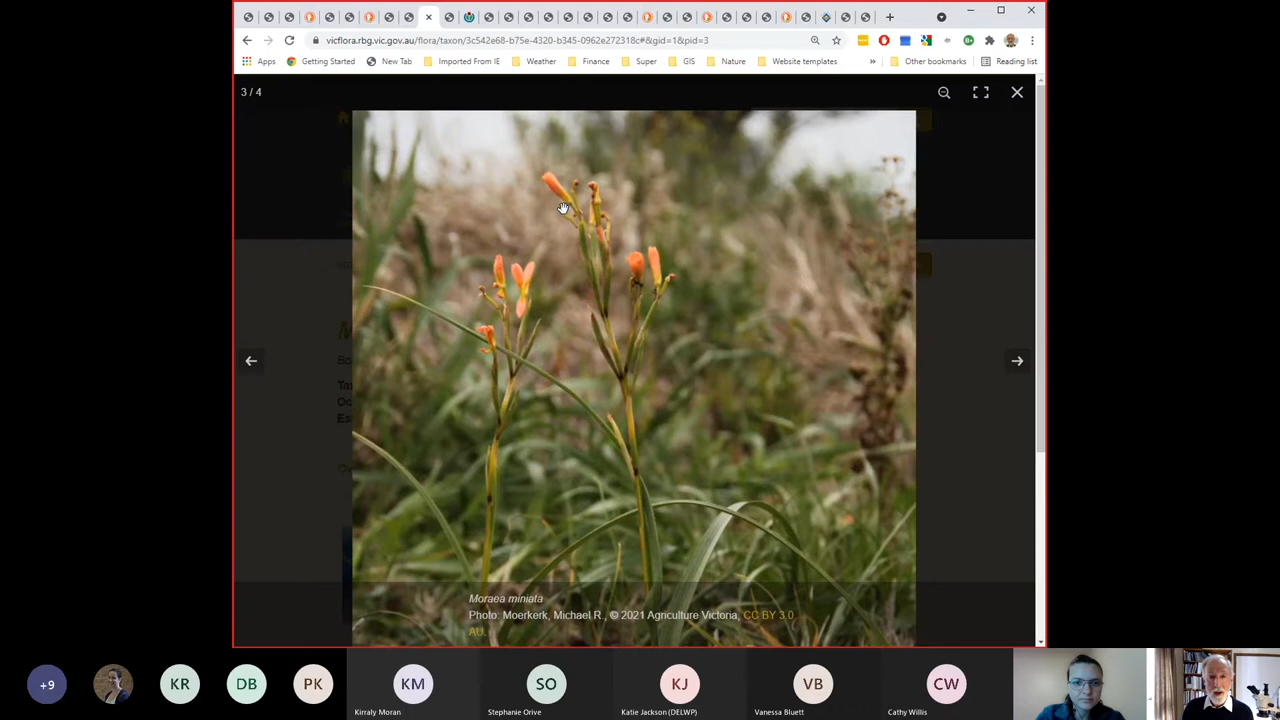 vicflora.rbg.vic.gov.au/flora/taxon/3c542e68-b75e-4320-b345-0962e272318c#&gid=1&pid=3
Apps Getting Started New Tab Imported From IE Weather Finance Super GIS Nature Website templates » Other bookmarks Reading list
3 / 4
Moraea miniata
Photo: Moerkerk, Michael R., © 2021 Agriculture Victoria, CC BY 3.0
AU.
+9 KR DB PK KM SO KJ VB CW
Kirraly Moran Stephanie Orive Katie Jackson (DELWP) Vanessa Bluett Cathy Willis